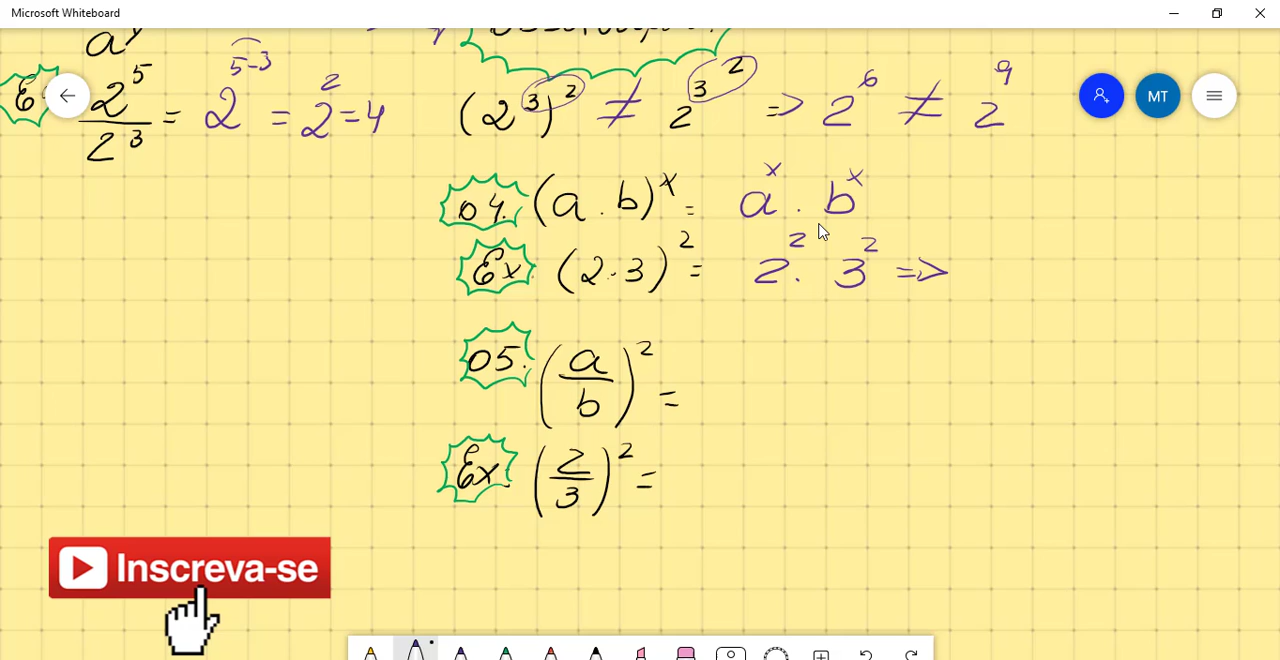 Microsoft Whiteboard
MT
a
2^5 / 2^3 = 2^(5-3) = 2^2 = 4
(2^3)^2 ≠ 2^3^2 => 2^6 ≠ 2^9
04. (a . b)^x = a^x . b^x
Ex (2 . 3)^2 = 2^2 . 3^2 =>
05. (a/b)^2 =
Ex (2/3)^2 =
Inscreva-se